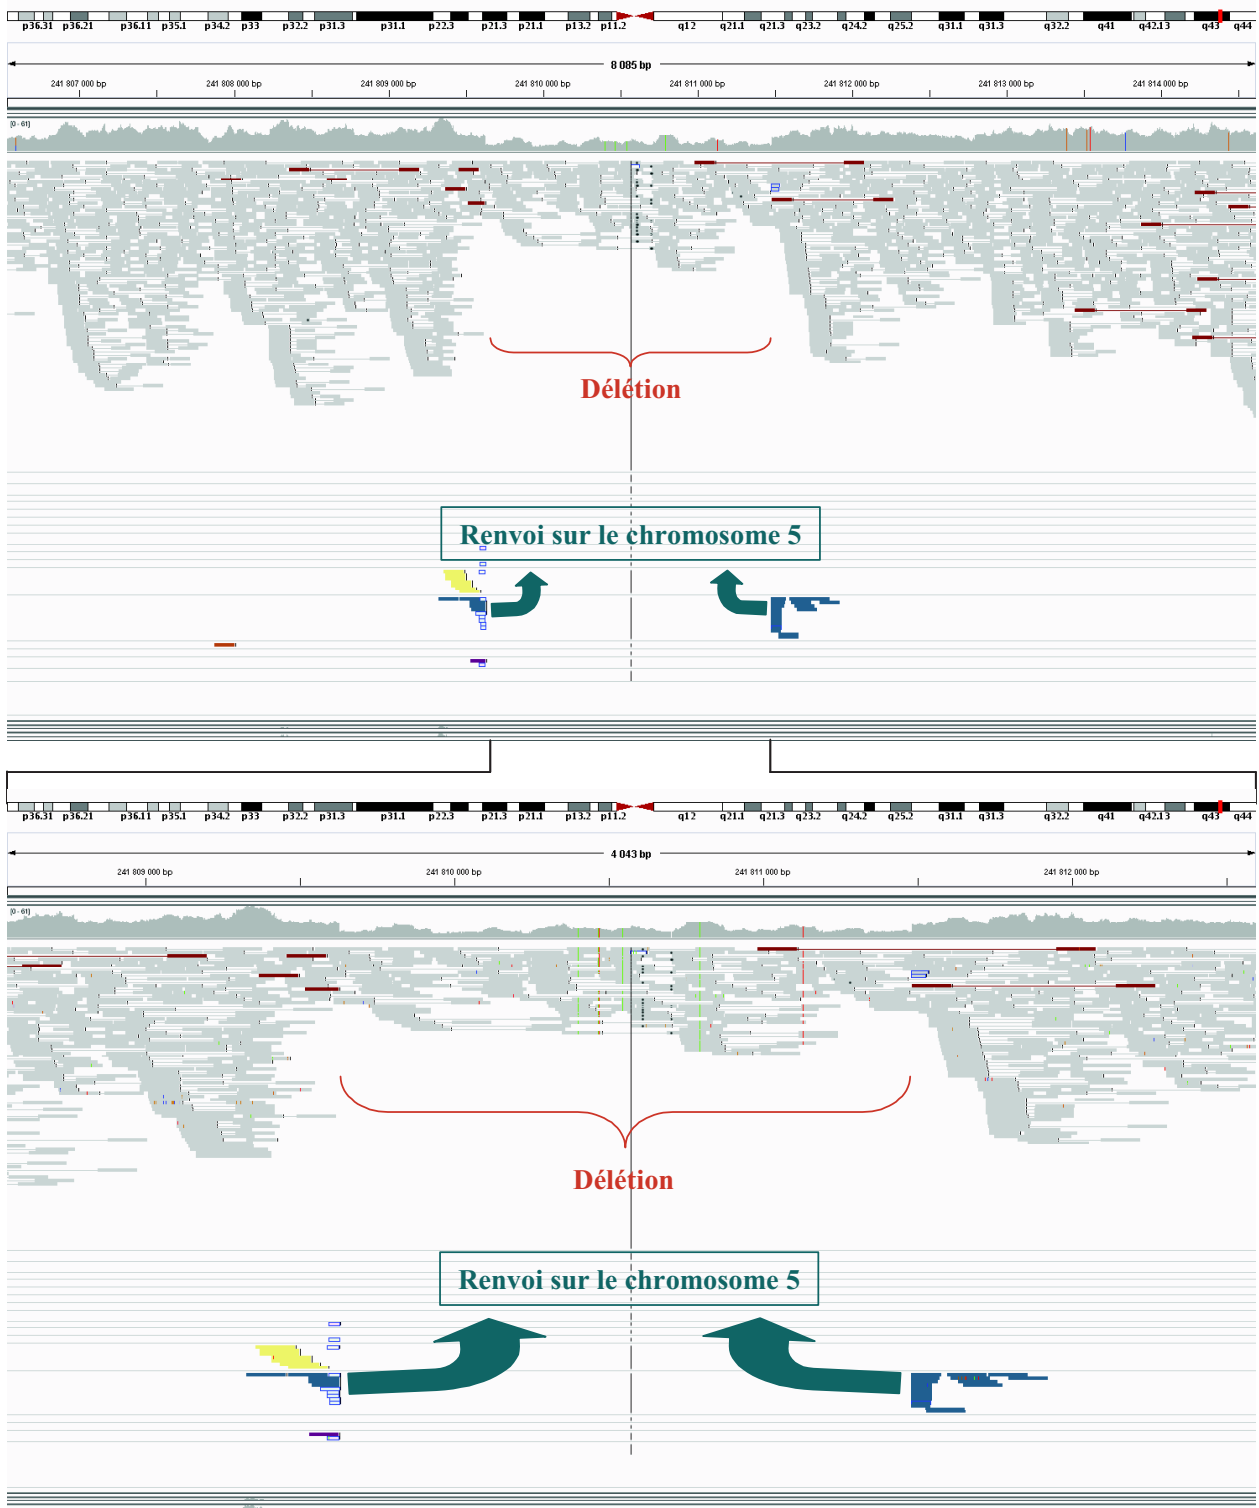 p36.31 p36.21 p36.11 p35.1 p34.2 p33 p32.2 p31.3 p31.1 p22.3 p21.3 p21.1 p13.2 p11.2 q12 q21.1 q21.3 q23.2 q24.2 q25.2 q31.1 q31.3 q32.2 q41 q42.13 q43 q44
8 085 bp
241 807 000 bp 241 808 000 bp 241 809 000 bp 241 810 000 bp 241 811 000 bp 241 812 000 bp 241 813 000 bp 241 814 000 bp
[0 - 61]
Délétion
Renvoi sur le chromosome 5
p36.31 p36.21 p36.11 p35.1 p34.2 p33 p32.2 p31.3 p31.1 p22.3 p21.3 p21.1 p13.2 p11.2 q12 q21.1 q21.3 q23.2 q24.2 q25.2 q31.1 q31.3 q32.2 q41 q42.13 q43 q44
4 043 bp
241 809 000 bp 241 810 000 bp 241 811 000 bp 241 812 000 bp
[0 - 61]
Délétion
Renvoi sur le chromosome 5